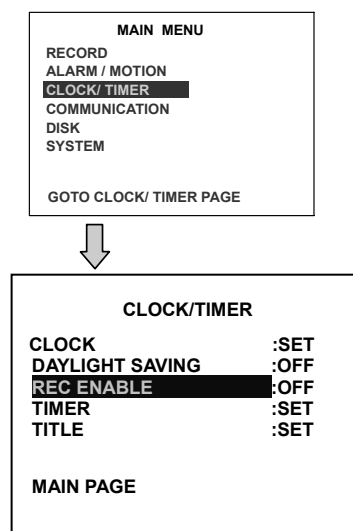 MAIN MENU
RECORD
ALARM / MOTION
CLOCK/ TIMER
COMMUNICATION
DISK
SYSTEM
GOTO CLOCK/ TIMER PAGE
CLOCK/TIMER
CLOCK :SET
DAYLIGHT SAVING :OFF
REC ENABLE :OFF
TIMER :SET
TITLE :SET
MAIN PAGE